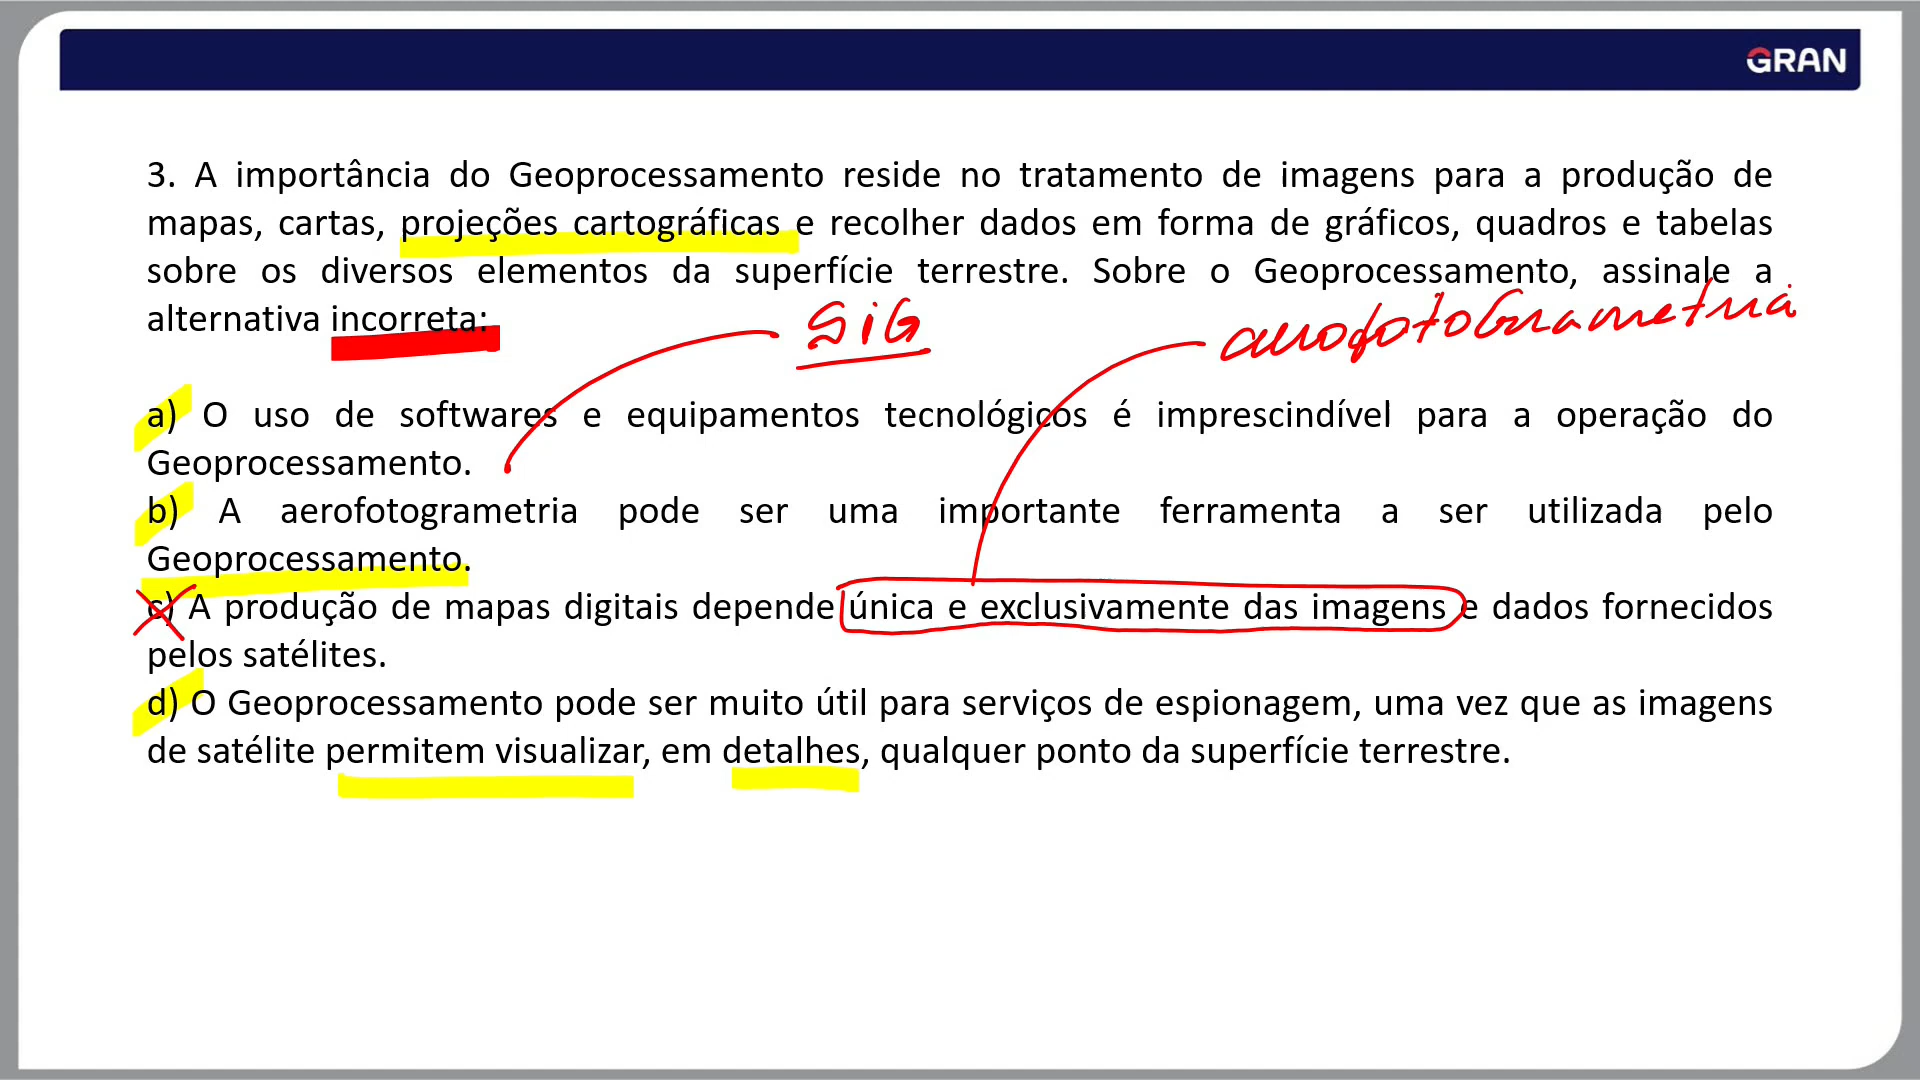 GRAN
3. A importância do Geoprocessamento reside no tratamento de imagens para a produção de
mapas, cartas, projeções cartográficas e recolher dados em forma de gráficos, quadros e tabelas
sobre os diversos elementos da superfície terrestre. Sobre o Geoprocessamento, assinale a
alternativa incorreta:
SiG
aerofotoGrametria
a) O uso de softwares e equipamentos tecnológicos é imprescindível para a operação do
Geoprocessamento.
b) A aerofotogrametria pode ser uma importante ferramenta a ser utilizada pelo
Geoprocessamento.
c) A produção de mapas digitais depende única e exclusivamente das imagens e dados fornecidos
pelos satélites.
d) O Geoprocessamento pode ser muito útil para serviços de espionagem, uma vez que as imagens
de satélite permitem visualizar, em detalhes, qualquer ponto da superfície terrestre.